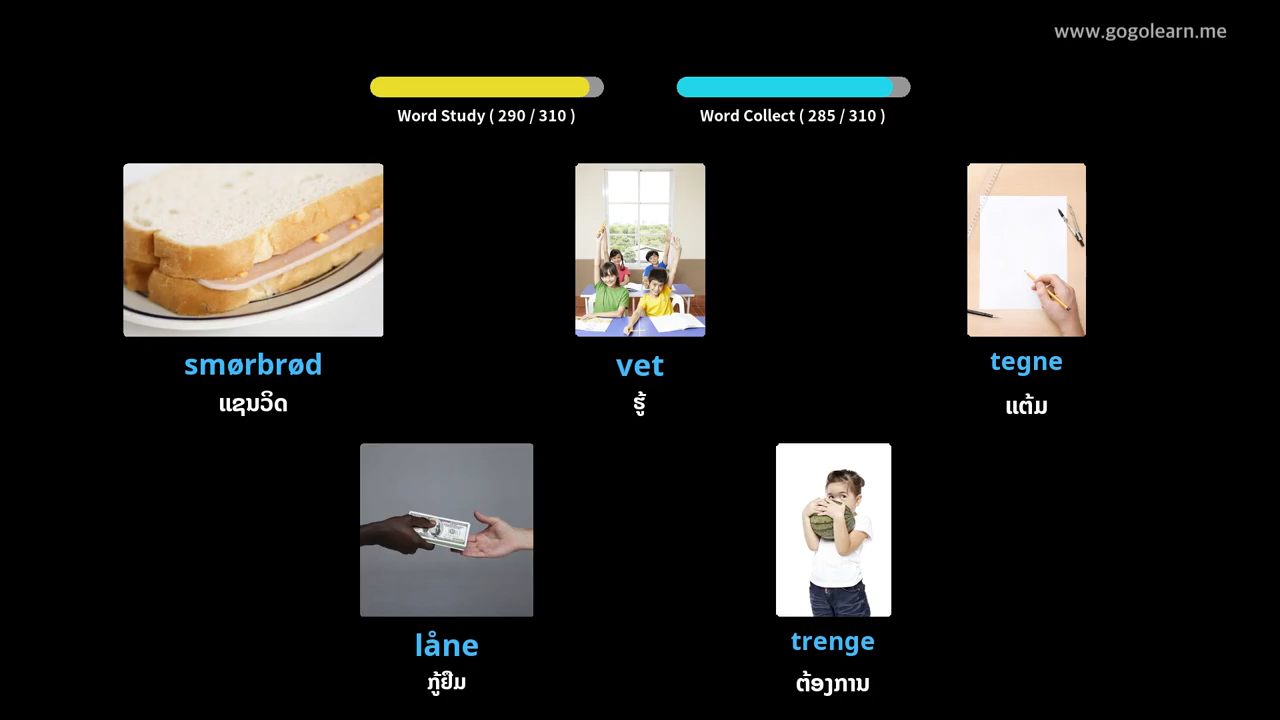 www.gogolearn.me
Word Study ( 290 / 310 )
Word Collect ( 285 / 310 )
smørbrød
ແຊນວິດ
vet
ຮູ້
tegne
ແຕ້ມ
låne
ກູ້ຢືມ
trenge
ຕ້ອງການ